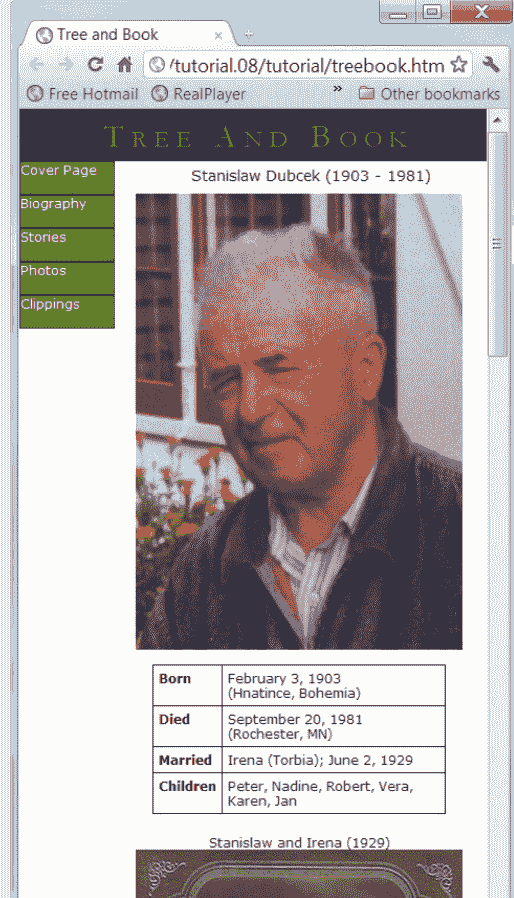 Tree and Book
/tutorial.08/tutorial/treebook.htm
Free Hotmail RealPlayer » Other bookmarks
TREE AND BOOK
Cover Page
Biography
Stories
Photos
Clippings
Stanislaw Dubcek (1903 - 1981)
Born February 3, 1903
(Hnatince, Bohemia)
Died September 20, 1981
(Rochester, MN)
Married Irena (Torbia); June 2, 1929
Children Peter, Nadine, Robert, Vera,
Karen, Jan
Stanislaw and Irena (1929)